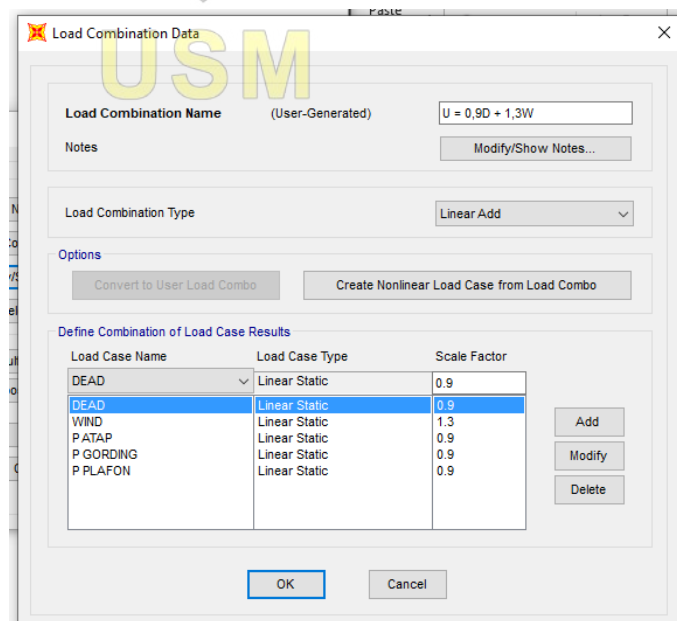 Paste
Load Combination Data
USM
Load Combination Name (User-Generated) U = 0,9D + 1,3W
Notes Modify/Show Notes...
Load Combination Type Linear Add
Options
Convert to User Load Combo Create Nonlinear Load Case from Load Combo
Define Combination of Load Case Results
Load Case Name Load Case Type Scale Factor
DEAD Linear Static 0.9
DEAD Linear Static 0.9
WIND Linear Static 1.3
P ATAP Linear Static 0.9
P GORDING Linear Static 0.9
P PLAFON Linear Static 0.9
Add
Modify
Delete
OK Cancel